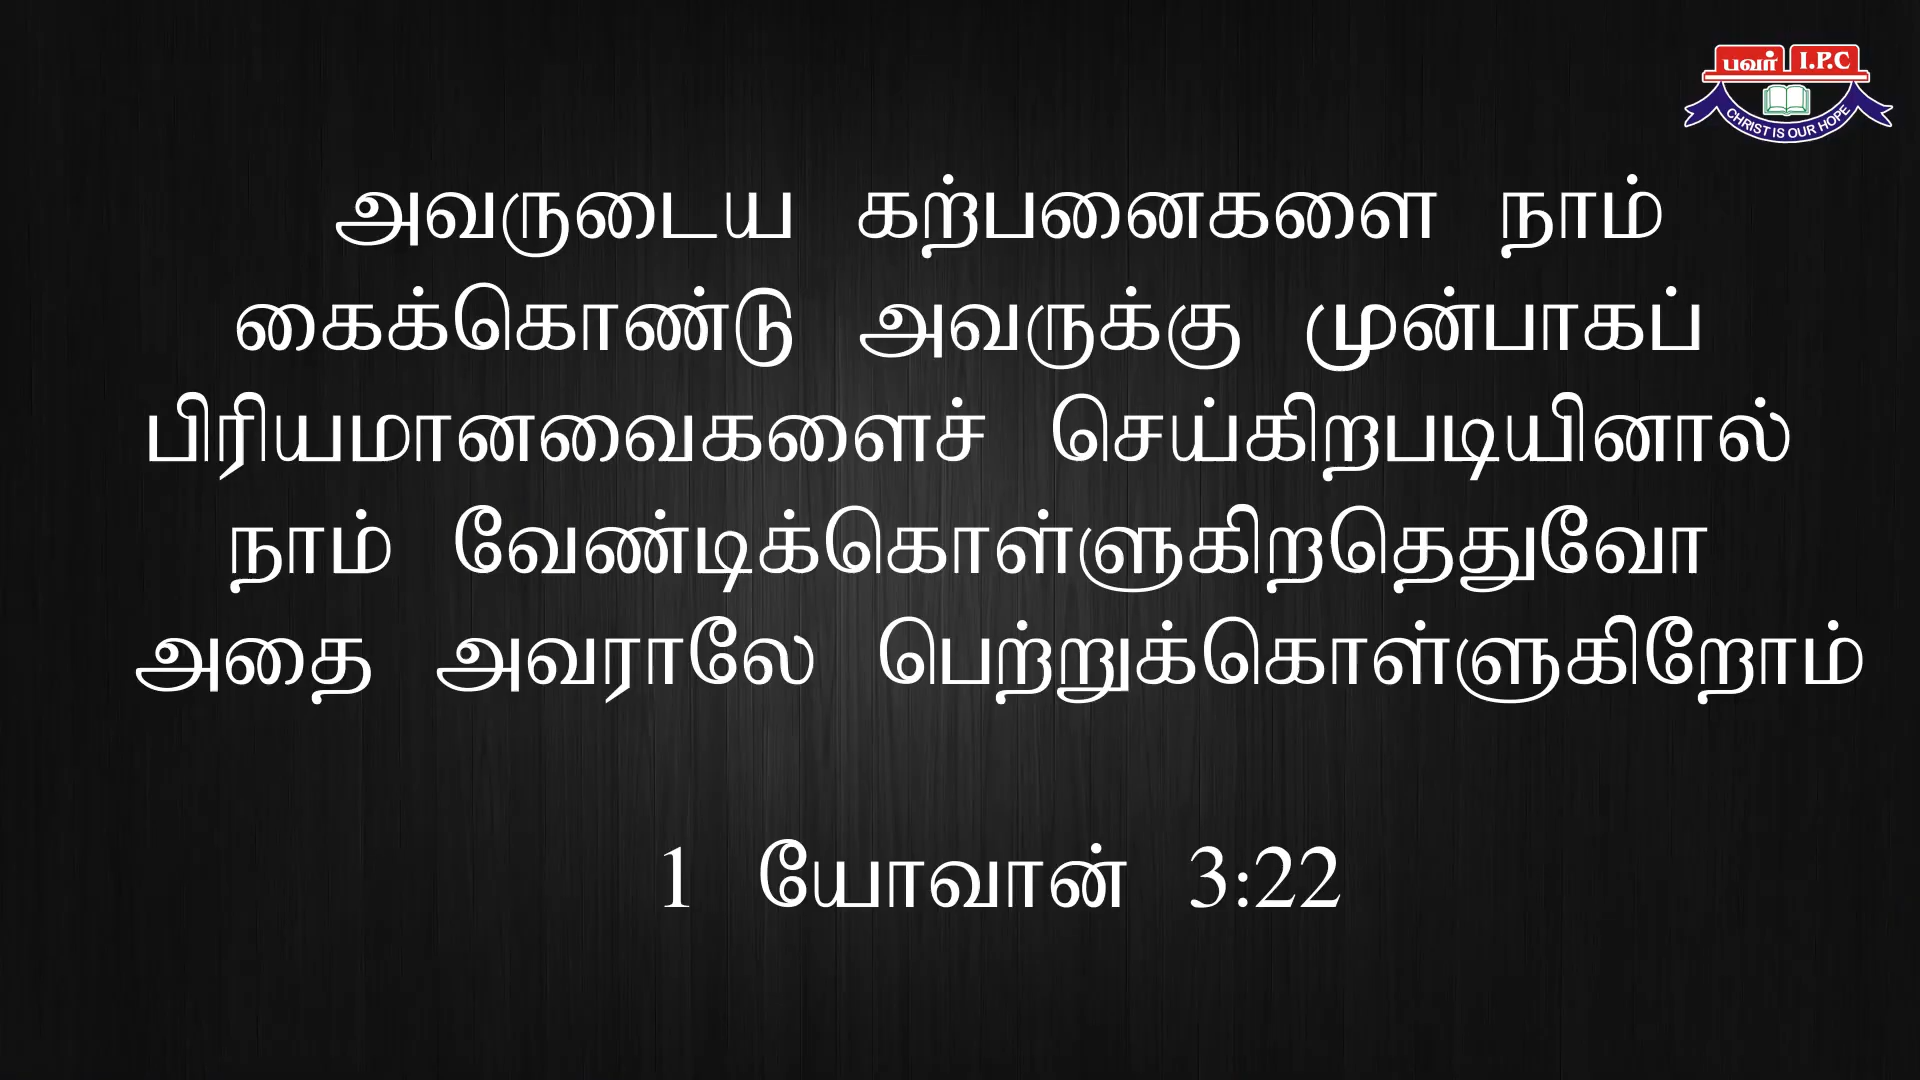 பவர் I.P.C
CHRIST IS OUR HOPE
அவருடைய கற்பனைகளை நாம்
கைக்கொண்டு அவருக்கு முன்பாகப்
பிரியமானவைகளைச் செய்கிறபடியினால்
நாம் வேண்டிக்கொள்ளுகிறதெதுவோ
அதை அவராலே பெற்றுக்கொள்ளுகிறோம்
1 யோவான் 3:22